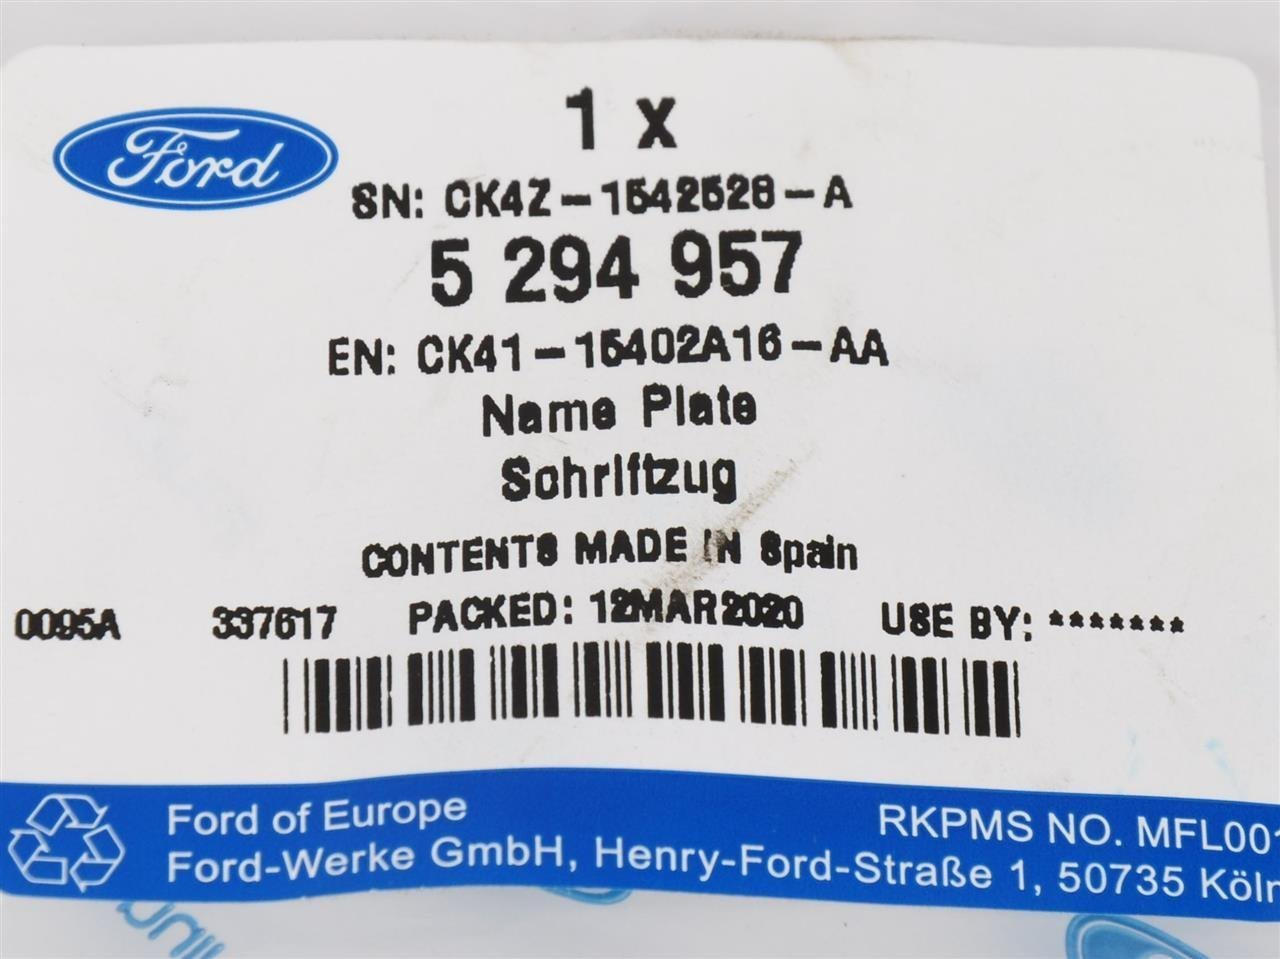 Ford
1 x
SN: CK4Z-1542528-A
5 294 957
EN: CK41-15402A16-AA
Name Plate
Schriftzug
CONTENTS MADE IN Spain
0095A 337617 PACKED: 12MAR2020 USE BY: *******
Ford of Europe
RKPMS NO. MFL001
Ford-Werke GmbH, Henry-Ford-Straße 1, 50735 Köln